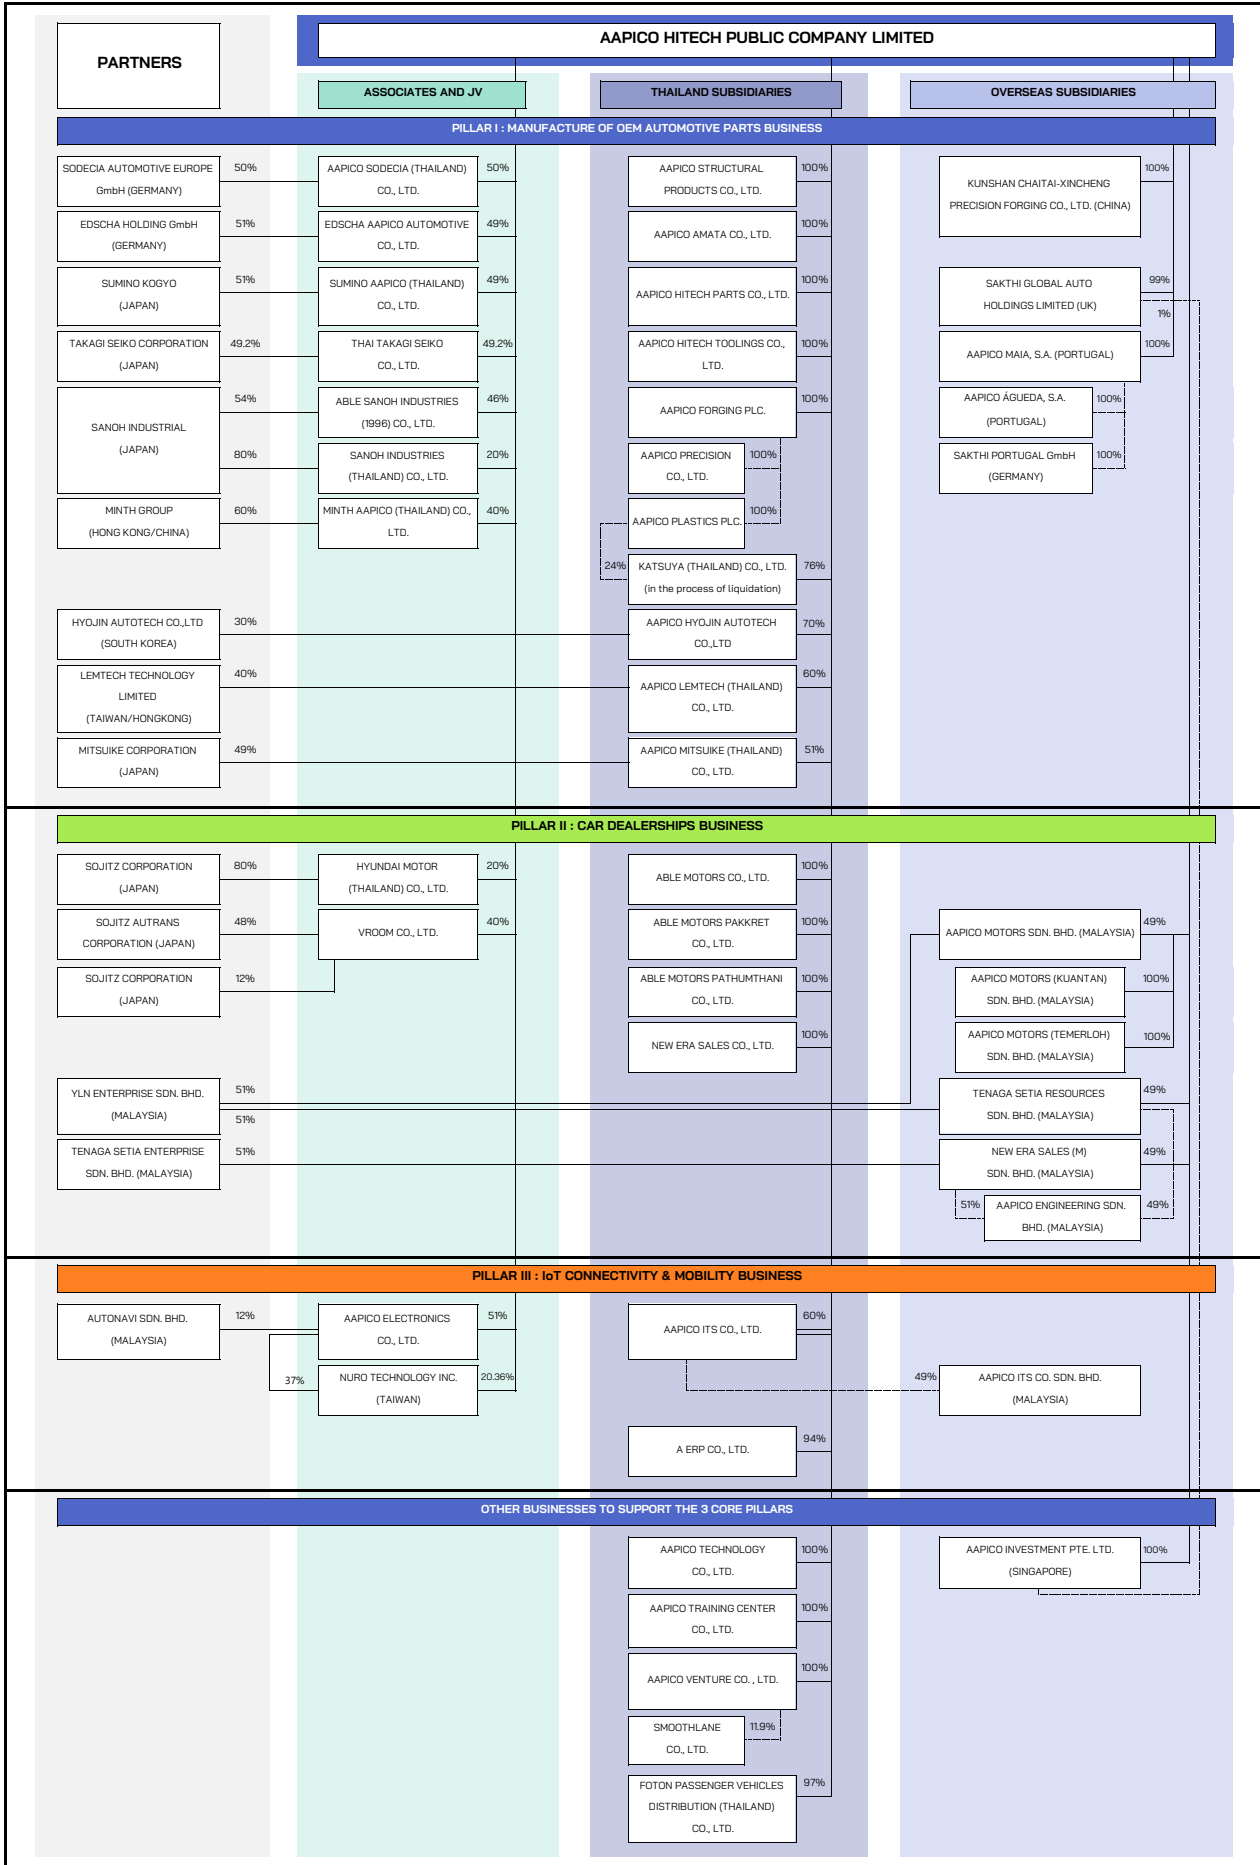 PARTNERS
AAPICO HITECH PUBLIC COMPANY LIMITED
ASSOCIATES AND JV
THAILAND SUBSIDIARIES
OVERSEAS SUBSIDIARIES
PILLAR I : MANUFACTURE OF OEM AUTOMOTIVE PARTS BUSINESS
SODECIA AUTOMOTIVE EUROPE
GmbH (GERMANY)
50%
AAPICO SODECIA (THAILAND)
CO., LTD.
50%
AAPICO STRUCTURAL
PRODUCTS CO., LTD.
100%
KUNSHAN CHAITAI-XINCHENG
PRECISION FORGING CO., LTD. (CHINA)
100%
EDSCHA HOLDING GmbH
(GERMANY)
51%
EDSCHA AAPICO AUTOMOTIVE
CO., LTD.
49%
AAPICO AMATA CO., LTD.
100%
SUMINO KOGYO
(JAPAN)
51%
SUMINO AAPICO (THAILAND)
CO., LTD.
49%
AAPICO HITECH PARTS CO., LTD.
100%
SAKTHI GLOBAL AUTO
HOLDINGS LIMITED (UK)
99%
1%
TAKAGI SEIKO CORPORATION
(JAPAN)
49.2%
THAI TAKAGI SEIKO
CO., LTD.
49.2%
AAPICO HITECH TOOLINGS CO.,
LTD.
100%
AAPICO MAIA, S.A. (PORTUGAL)
100%
SANOH INDUSTRIAL
(JAPAN)
54%
ABLE SANOH INDUSTRIES
(1996) CO., LTD.
46%
AAPICO FORGING PLC.
100%
AAPICO ÁGUEDA, S.A.
(PORTUGAL)
100%
80%
SANOH INDUSTRIES
(THAILAND) CO., LTD.
20%
AAPICO PRECISION
CO., LTD.
100%
SAKTHI PORTUGAL GmbH
(GERMANY)
100%
MINTH GROUP
(HONG KONG/CHINA)
60%
MINTH AAPICO (THAILAND) CO.,
LTD.
40%
AAPICO PLASTICS PLC.
100%
24%
KATSUYA (THAILAND) CO., LTD.
(in the process of liquidation)
76%
HYOJIN AUTOTECH CO.,LTD
(SOUTH KOREA)
30%
AAPICO HYOJIN AUTOTECH
CO.,LTD
70%
LEMTECH TECHNOLOGY
LIMITED
(TAIWAN/HONGKONG)
40%
AAPICO LEMTECH (THAILAND)
CO., LTD.
60%
MITSUIKE CORPORATION
(JAPAN)
49%
AAPICO MITSUIKE (THAILAND)
CO., LTD.
51%
PILLAR II : CAR DEALERSHIPS BUSINESS
SOJITZ CORPORATION
(JAPAN)
80%
HYUNDAI MOTOR
(THAILAND) CO., LTD.
20%
ABLE MOTORS CO., LTD.
100%
SOJITZ AUTRANS
CORPORATION (JAPAN)
48%
VROOM CO., LTD.
40%
ABLE MOTORS PAKKRET
CO., LTD.
100%
AAPICO MOTORS SDN. BHD. (MALAYSIA)
49%
SOJITZ CORPORATION
(JAPAN)
12%
ABLE MOTORS PATHUMTHANI
CO., LTD.
100%
AAPICO MOTORS (KUANTAN)
SDN. BHD. (MALAYSIA)
100%
NEW ERA SALES CO., LTD.
100%
AAPICO MOTORS (TEMERLOH)
SDN. BHD. (MALAYSIA)
100%
YLN ENTERPRISE SDN. BHD.
(MALAYSIA)
51%
51%
TENAGA SETIA RESOURCES
SDN. BHD. (MALAYSIA)
49%
TENAGA SETIA ENTERPRISE
SDN. BHD. (MALAYSIA)
51%
NEW ERA SALES (M)
SDN. BHD. (MALAYSIA)
49%
51%
AAPICO ENGINEERING SDN.
BHD. (MALAYSIA)
49%
PILLAR III : IoT CONNECTIVITY & MOBILITY BUSINESS
AUTONAVI SDN. BHD.
(MALAYSIA)
12%
AAPICO ELECTRONICS
CO., LTD.
51%
AAPICO ITS CO., LTD.
60%
37%
NURO TECHNOLOGY INC.
(TAIWAN)
20.36%
49%
AAPICO ITS CO. SDN. BHD.
(MALAYSIA)
A ERP CO., LTD.
94%
OTHER BUSINESSES TO SUPPORT THE 3 CORE PILLARS
AAPICO TECHNOLOGY
CO., LTD.
100%
AAPICO INVESTMENT PTE. LTD.
(SINGAPORE)
100%
AAPICO TRAINING CENTER
CO., LTD.
100%
AAPICO VENTURE CO. , LTD.
100%
SMOOTHLANE
CO., LTD.
11.9%
FOTON PASSENGER VEHICLES
DISTRIBUTION (THAILAND)
CO., LTD.
97%